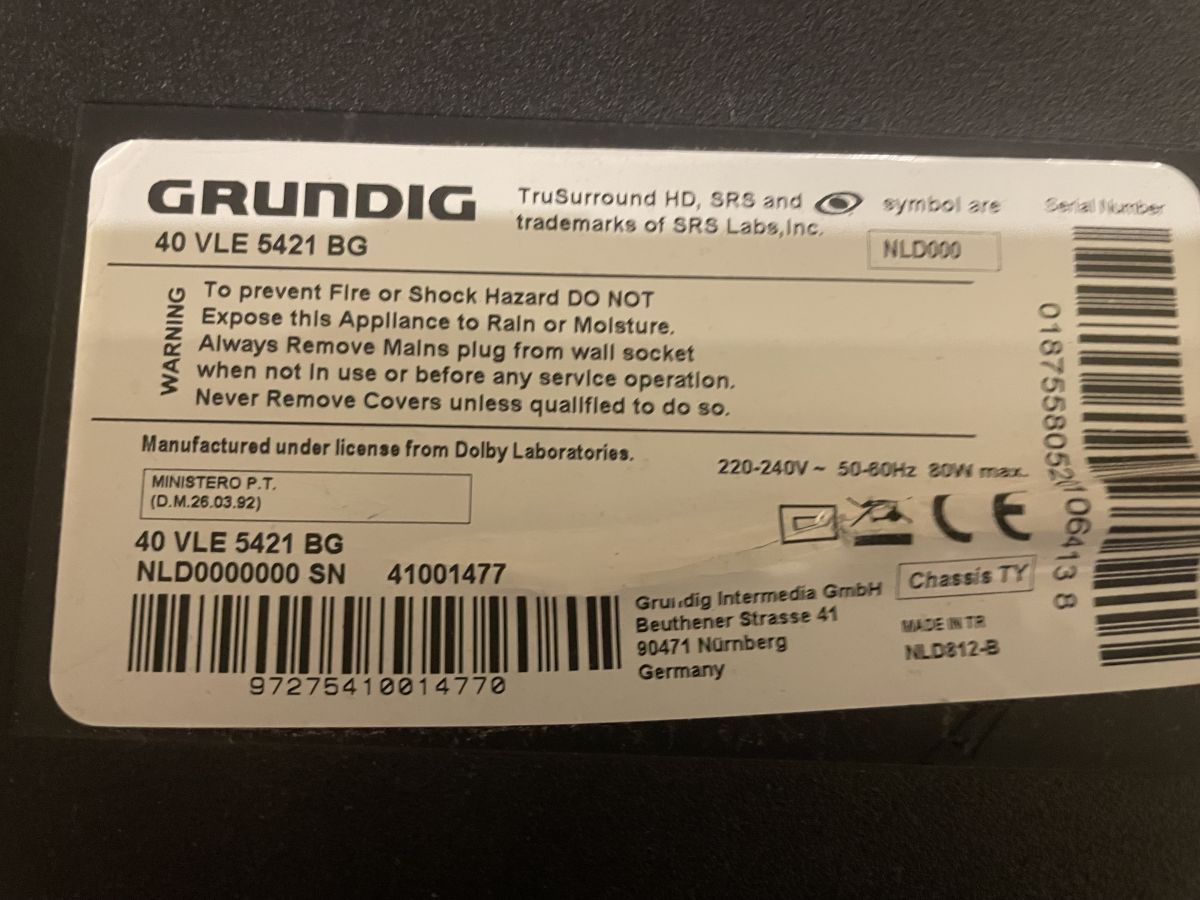 GRUNDIG
40 VLE 5421 BG
TruSurround HD, SRS and symbol are
trademarks of SRS Labs,Inc.
NLD000
Serial Number
WARNING
To prevent Fire or Shock Hazard DO NOT
Expose this Appliance to Rain or Moisture.
Always Remove Mains plug from wall socket
when not in use or before any service operation.
Never Remove Covers unless qualified to do so.
Manufactured under license from Dolby Laboratories.
220-240V ~ 50-60Hz 80W max.
MINISTERO P.T.
(D.M.26.03.92)
CE
40 VLE 5421 BG
NLD0000000 SN 41001477
97275410014770
Grundig Intermedia GmbH
Beuthener Strasse 41
90471 Nürnberg
Germany
Chassis TY
MADE IN TR
NLD812-B